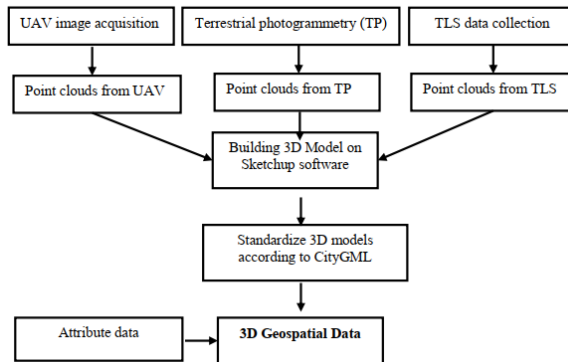 UAV image acquisition
Terrestrial photogrammetry (TP)
TLS data collection
Point clouds from UAV
Point clouds from TP
Point clouds from TLS
Building 3D Model on
Sketchup software
Standardize 3D models
according to CityGML
Attribute data
3D Geospatial Data